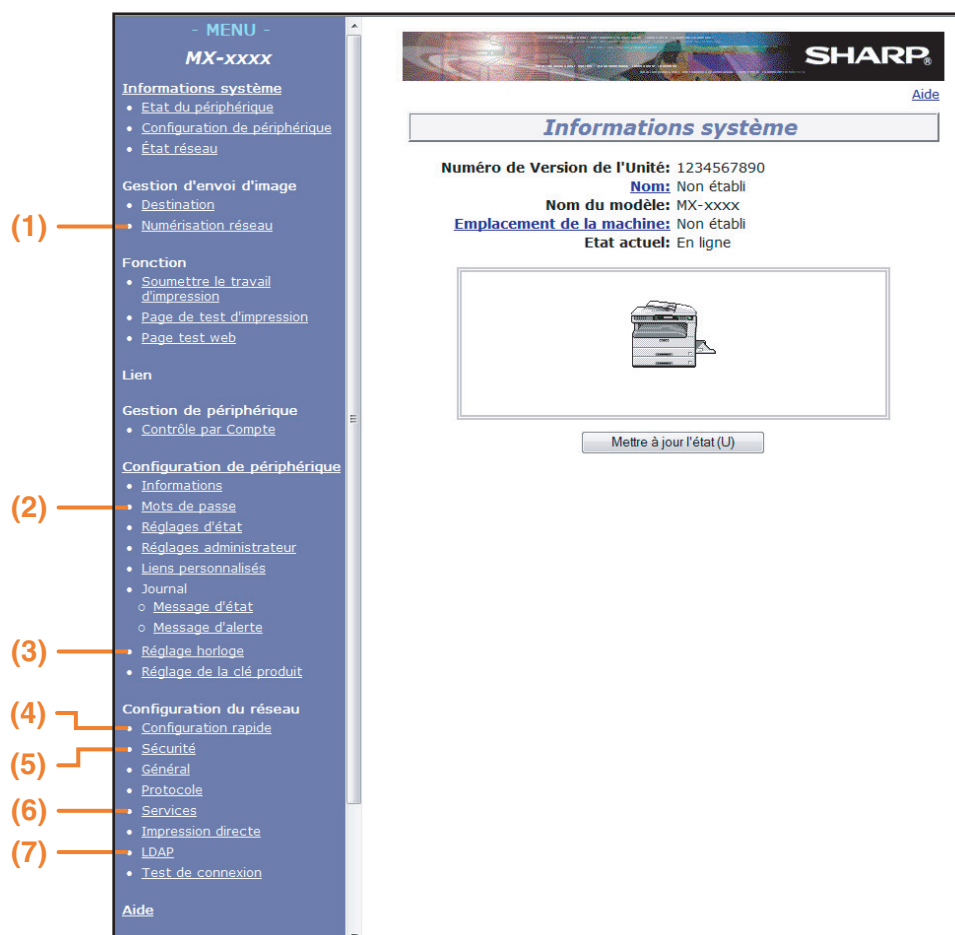 - MENU -
MX-xxxx
Informations système
• Etat du périphérique
• Configuration de périphérique
• État réseau
Gestion d'envoi d'image
• Destination
(1)
• Numérisation réseau
Fonction
• Soumettre le travail
d'impression
• Page de test d'impression
• Page test web
Lien
Gestion de périphérique
• Contrôle par Compte
Configuration de périphérique
• Informations
(2)
• Mots de passe
• Réglages d'état
• Réglages administrateur
• Liens personnalisés
• Journal
○ Message d'état
○ Message d'alerte
(3)
• Réglage horloge
• Réglage de la clé produit
Configuration du réseau
(4)
• Configuration rapide
(5)
• Sécurité
• Général
• Protocole
(6)
• Services
• Impression directe
(7)
• LDAP
• Test de connexion
Aide
SHARP®
Aide
Informations système
Numéro de Version de l'Unité: 1234567890
Nom: Non établi
Nom du modèle: MX-xxxx
Emplacement de la machine: Non établi
Etat actuel: En ligne
Mettre à jour l'état (U)